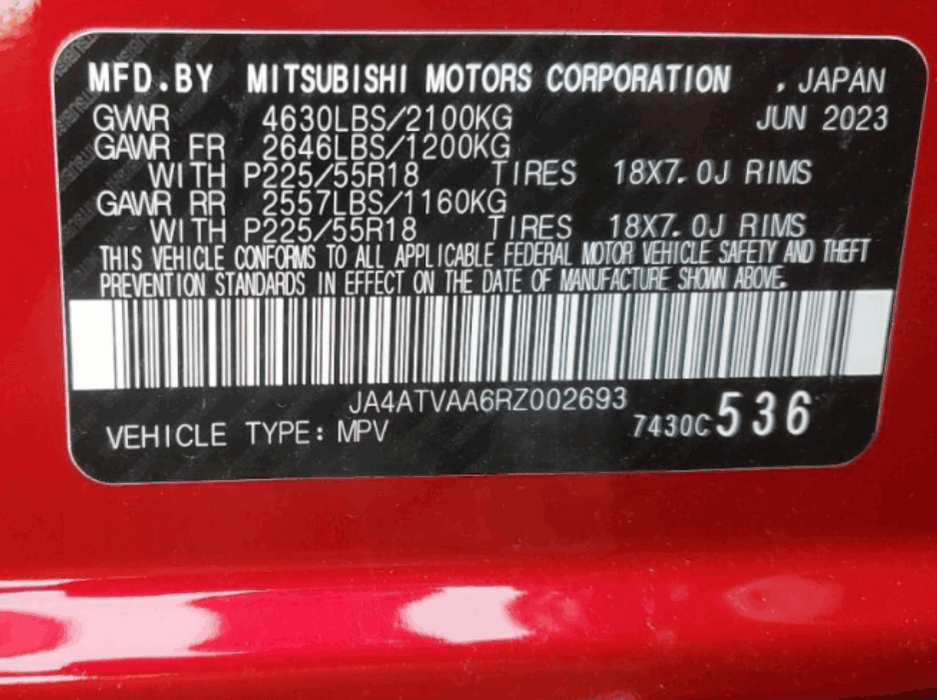 MFD.BY MITSUBISHI MOTORS CORPORATION , JAPAN
GVWR 4630LBS/2100KG JUN 2023
GAWR FR 2646LBS/1200KG
WITH P225/55R18 TIRES 18X7.0J RIMS
GAWR RR 2557LBS/1160KG
WITH P225/55R18 TIRES 18X7.0J RIMS
THIS VEHICLE CONFORMS TO ALL APPLICABLE FEDERAL MOTOR VEHICLE SAFETY AND THEFT
PREVENTION STANDARDS IN EFFECT ON THE DATE OF MANUFACTURE SHOWN ABOVE.
JA4ATVAA6RZ002693
VEHICLE TYPE: MPV 7430C 536